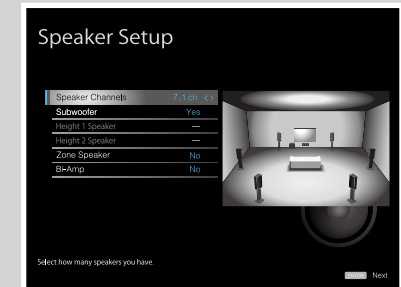 Speaker Setup
Speaker Channels 7.1 ch <>
Subwoofer Yes
Height 1 Speaker —
Height 2 Speaker —
Zone Speaker No
Bi-Amp No
Select how many speakers you have.
ENTER Next